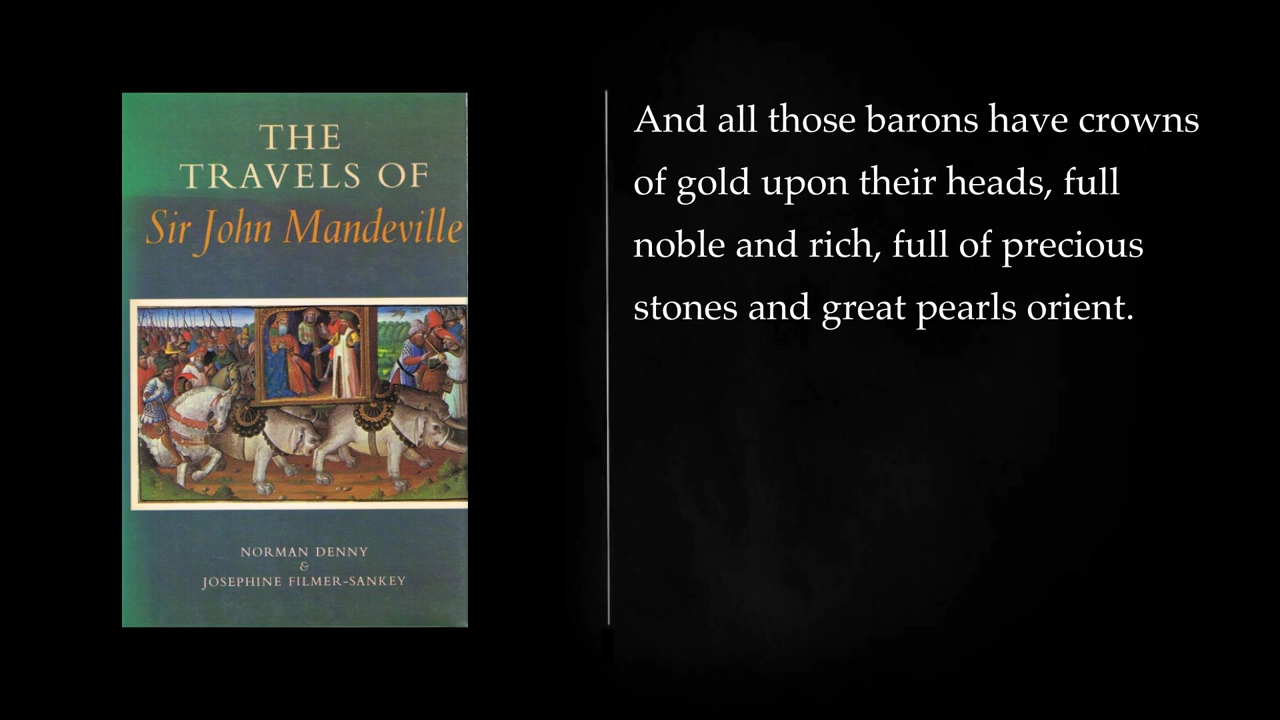 THE
TRAVELS OF
Sir John Mandeville
NORMAN DENNY
&
JOSEPHINE FILMER-SANKEY
And all those barons have crowns
of gold upon their heads, full
noble and rich, full of precious
stones and great pearls orient.